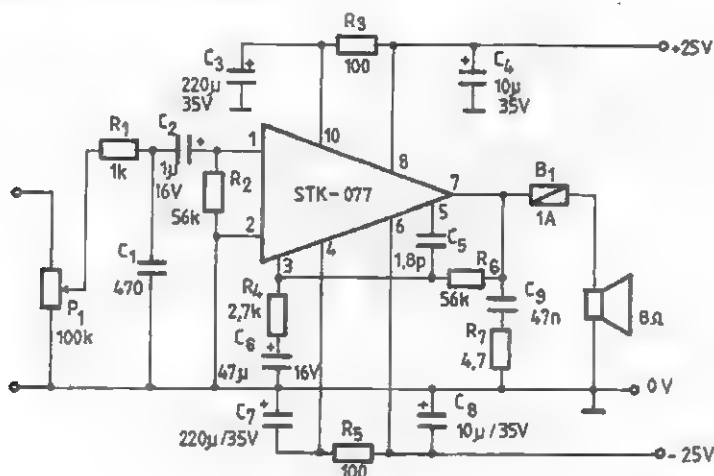 R3
100
+25V
C3
220µ
35V
C4
10µ
35V
R1
1k
C2
1µ
16V
1
10
8
STK-077
7
B1
1A
R2
56k
2
3
4
5
6
C5
1,8p
R6
56k
C1
470
P1
100k
R4
2,7k
C6
47µ
16V
C9
47n
R7
4,7
8Ω
0V
C7
220µ/35V
R5
100
C8
10µ/35V
-25V